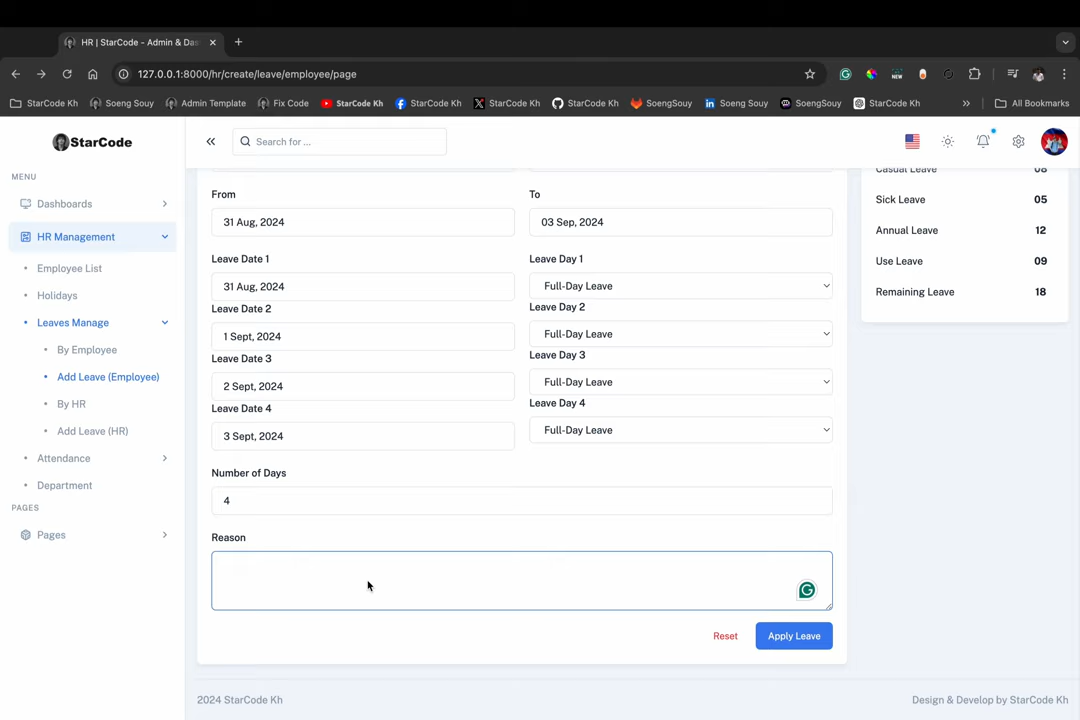 HR | StarCode - Admin & Das
127.0.0.1:8000/hr/create/leave/employee/page
NEW
StarCode Kh
Soeng Souy
Admin Template
Fix Code
StarCode Kh
StarCode Kh
StarCode Kh
StarCode Kh
SoengSouy
Soeng Souy
SoengSouy
StarCode Kh
All Bookmarks
StarCode
Search for ...
MENU
Dashboards
HR Management
Employee List
Holidays
Leaves Manage
By Employee
Add Leave (Employee)
By HR
Add Leave (HR)
Attendance
Department
PAGES
Pages
From
To
31 Aug, 2024
03 Sep, 2024
Leave Date 1
Leave Day 1
31 Aug, 2024
Full-Day Leave
Leave Date 2
Leave Day 2
1 Sept, 2024
Full-Day Leave
Leave Date 3
Leave Day 3
2 Sept, 2024
Full-Day Leave
Leave Date 4
Leave Day 4
3 Sept, 2024
Full-Day Leave
Number of Days
4
Reason
Reset
Apply Leave
Casual Leave 08
Sick Leave 05
Annual Leave 12
Use Leave 09
Remaining Leave 18
2024 StarCode Kh
Design & Develop by StarCode Kh